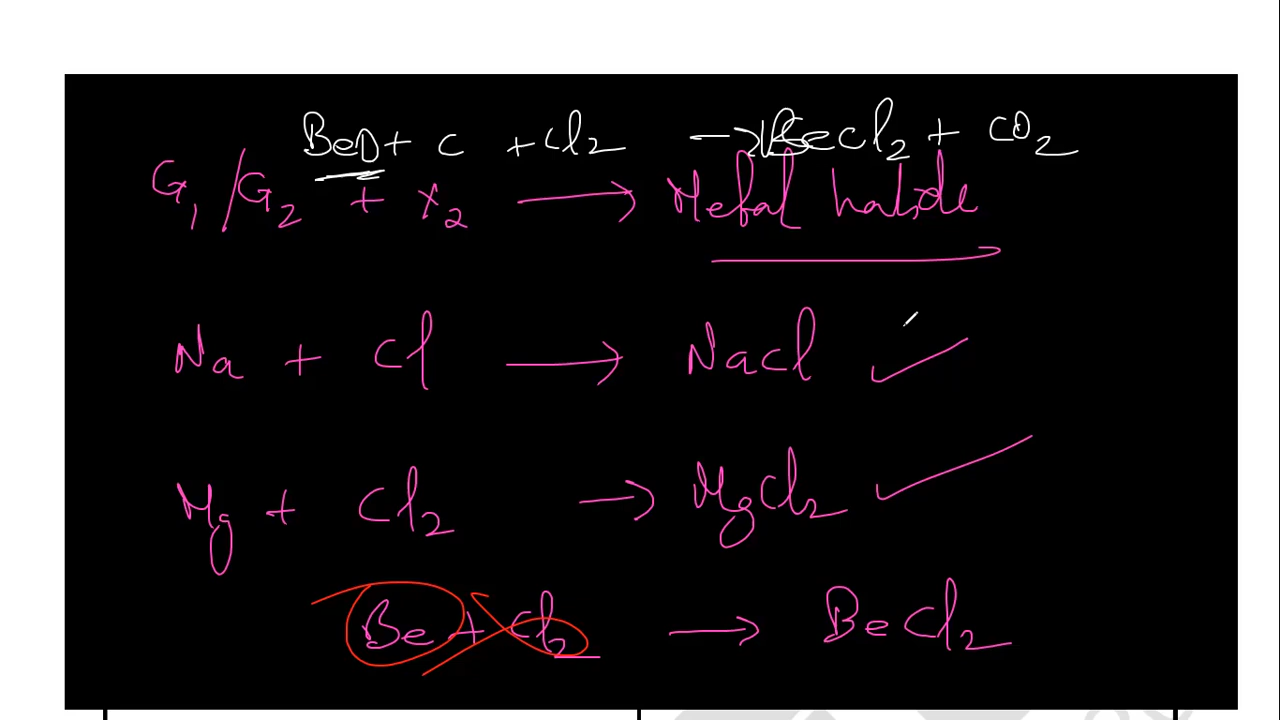 BeO + C + Cl2 → BeCl2 + CO2
G1/G2 + X2 → Metal halide
Na + Cl → NaCl
Mg + Cl2 → MgCl2
Be + Cl2 → BeCl2